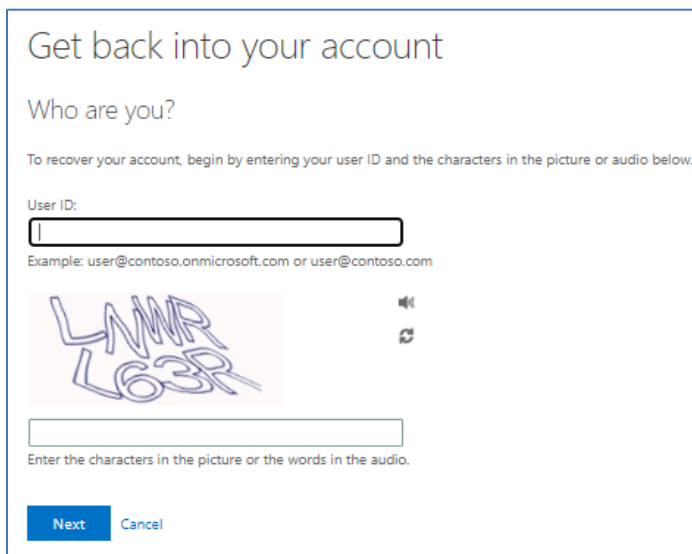 Get back into your account
Who are you?
To recover your account, begin by entering your user ID and the characters in the picture or audio below.
User ID:
Example: user@contoso.onmicrosoft.com or user@contoso.com
Enter the characters in the picture or the words in the audio.
Next Cancel